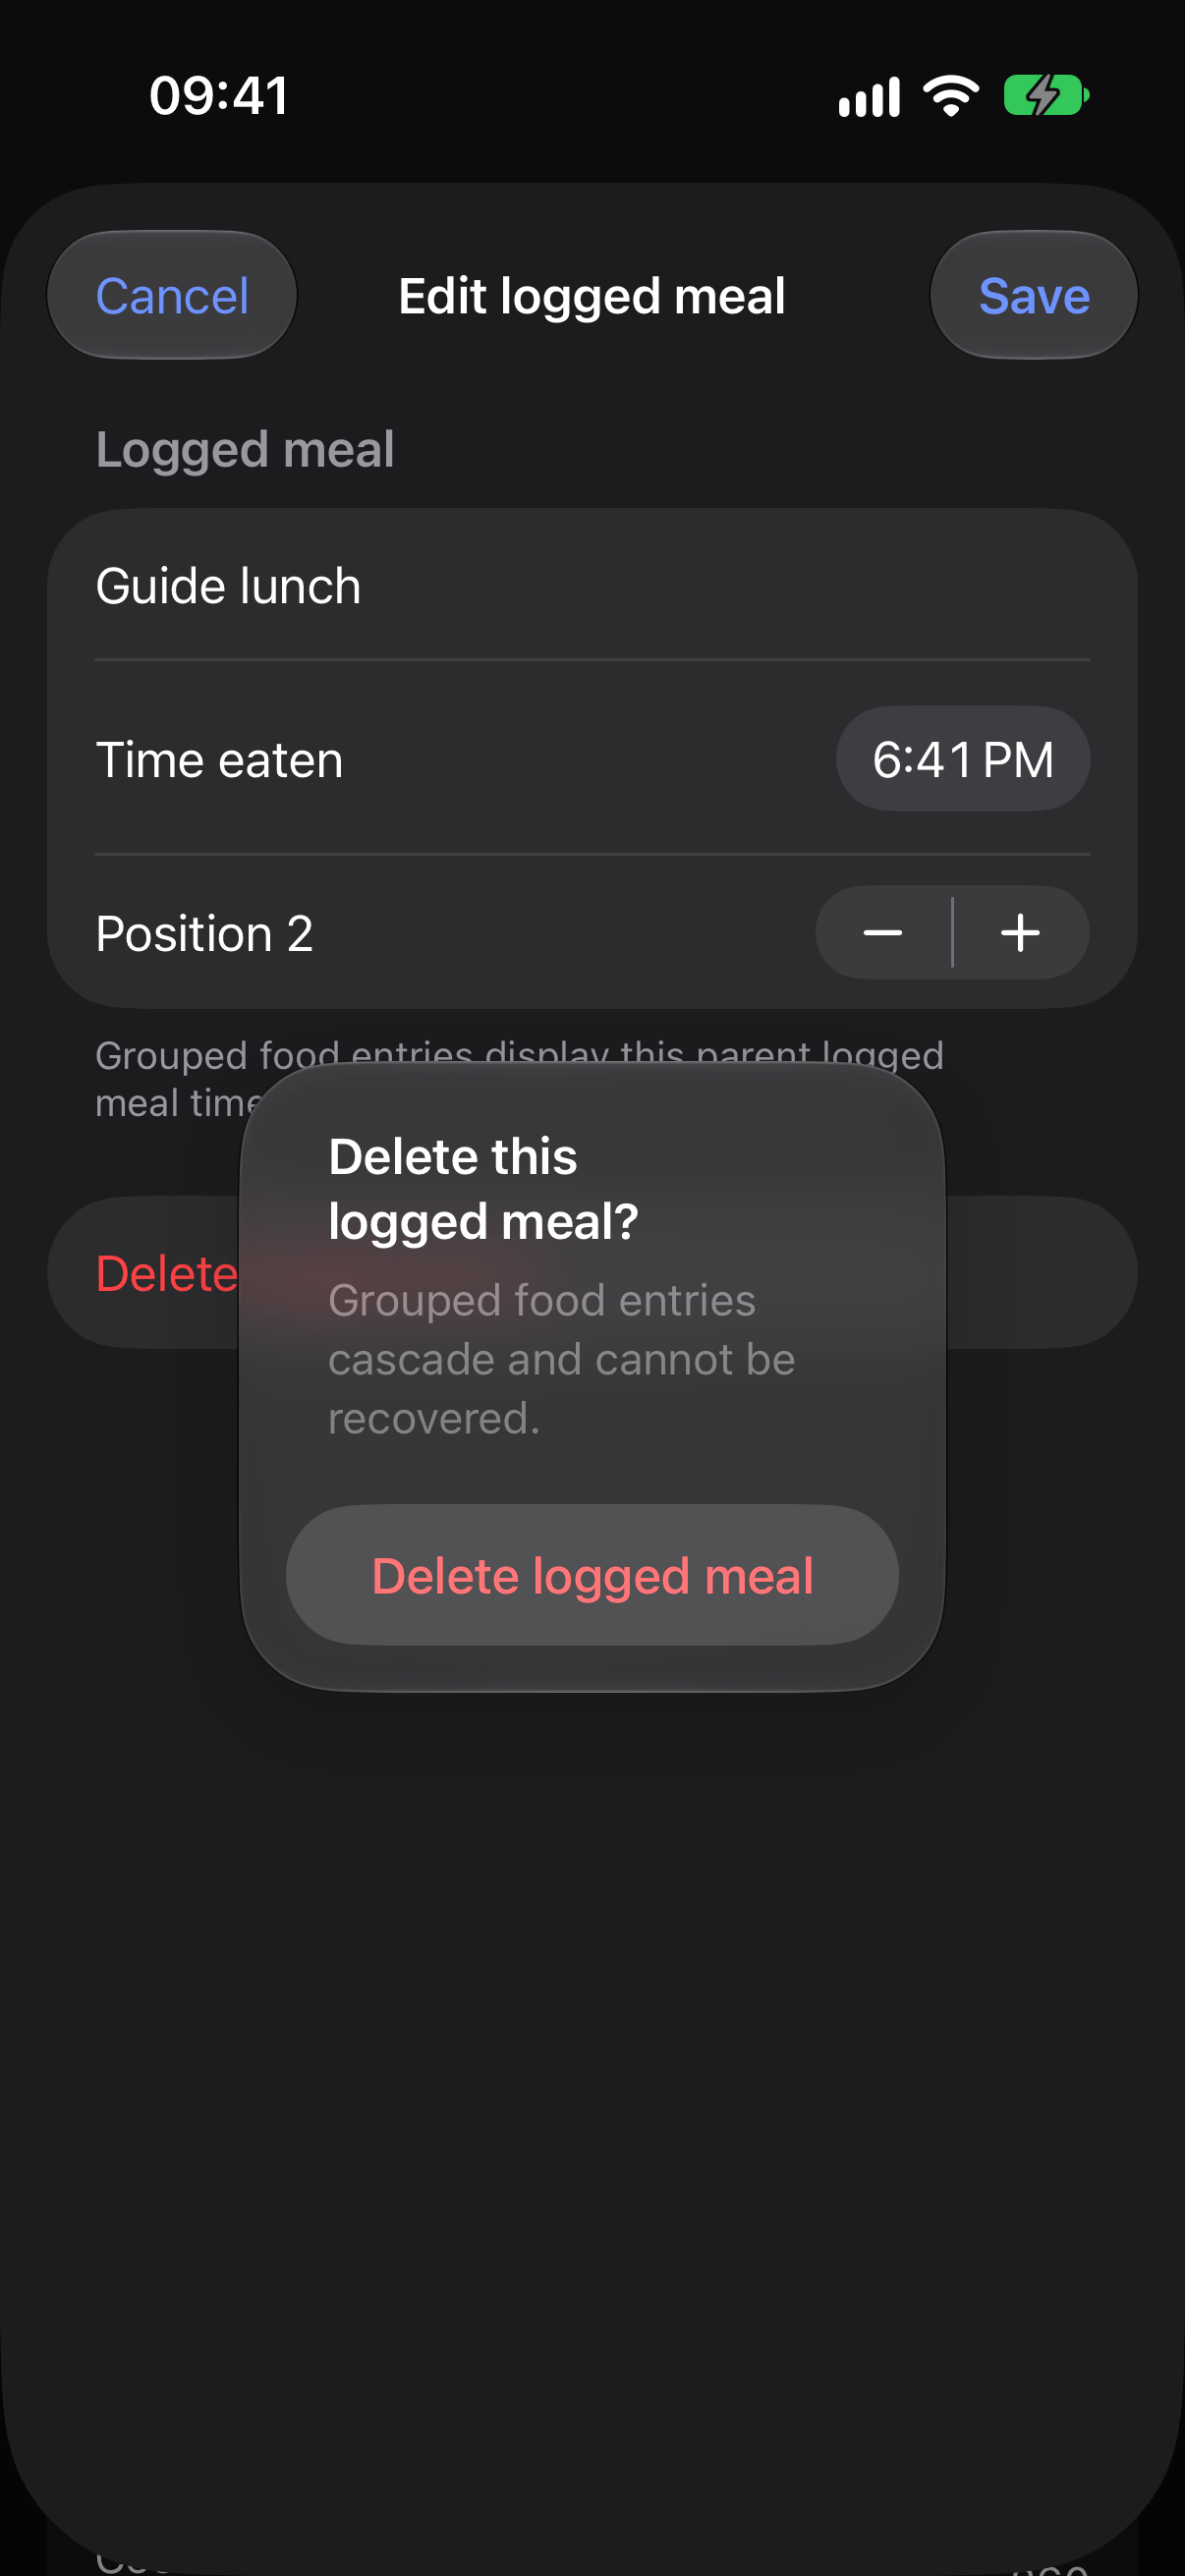 09:41
Cancel
Edit logged meal
Save
Logged meal
Guide lunch
Time eaten
6:41 PM
Position 2
Grouped food entries display this parent logged
meal time
Delete this
logged meal?
Delete
Grouped food entries
cascade and cannot be
recovered.
Delete logged meal